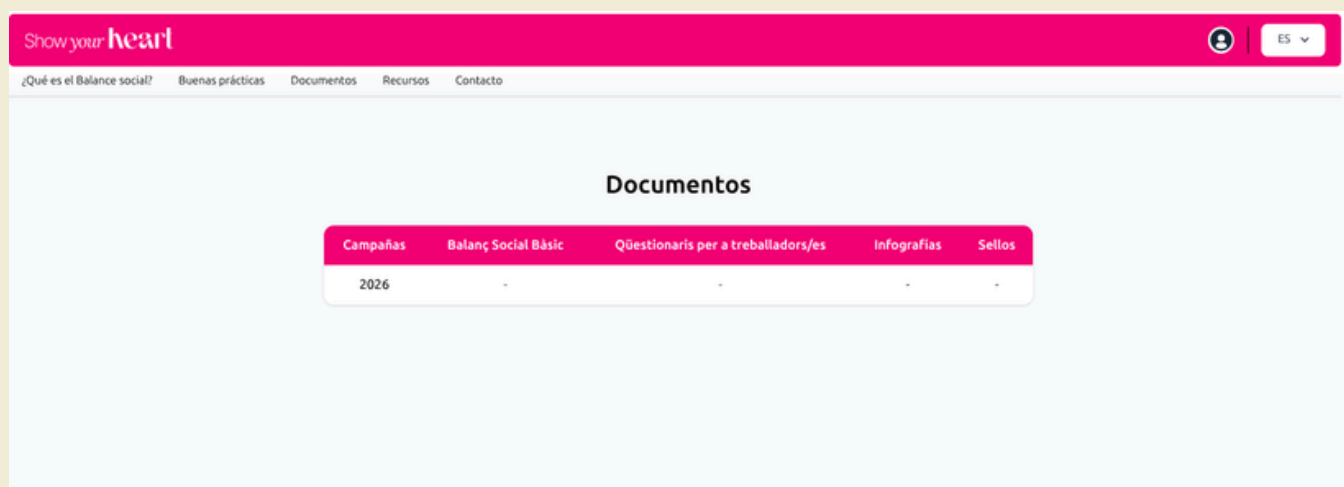 Show your heart
ES
¿Qué es el Balance social? Buenas prácticas Documentos Recursos Contacto
Documentos
Campañas Balanç Social Bàsic Qüestionaris per a treballadors/es Infografías Sellos
2026 - - - -